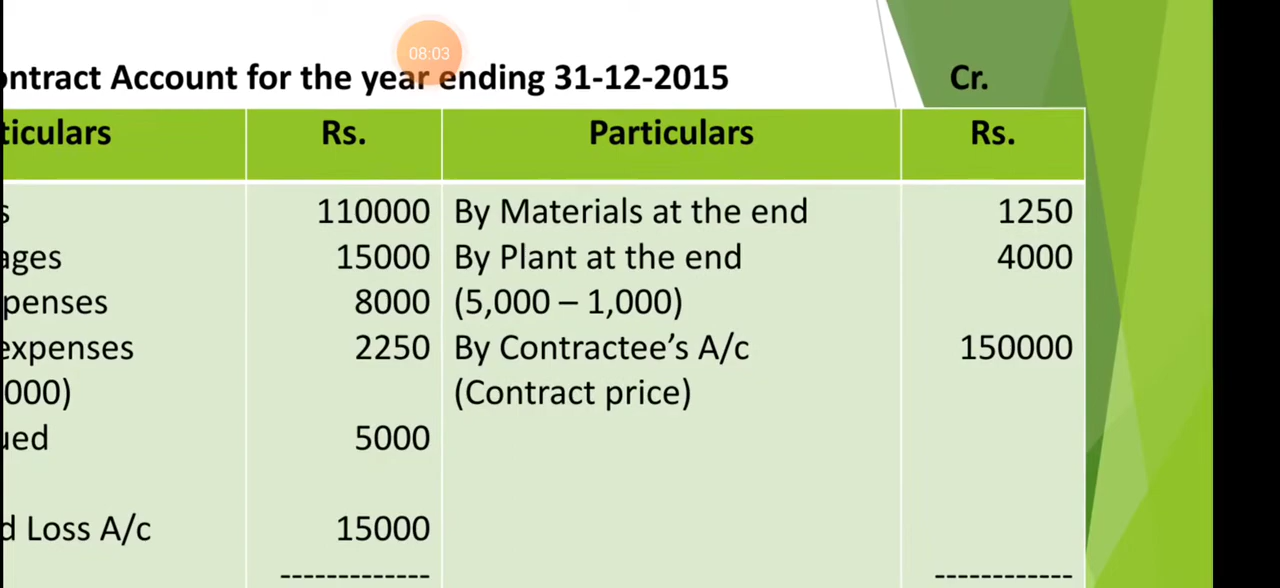 08:03
ontract Account for the year ending 31-12-2015 Cr.
ticulars Rs. Particulars Rs.
s 110000 By Materials at the end 1250
ages 15000 By Plant at the end 4000
penses 8000 (5,000 – 1,000)
expenses 2250 By Contractee's A/c 150000
000) (Contract price)
ued 5000
d Loss A/c 15000
------------- ------------